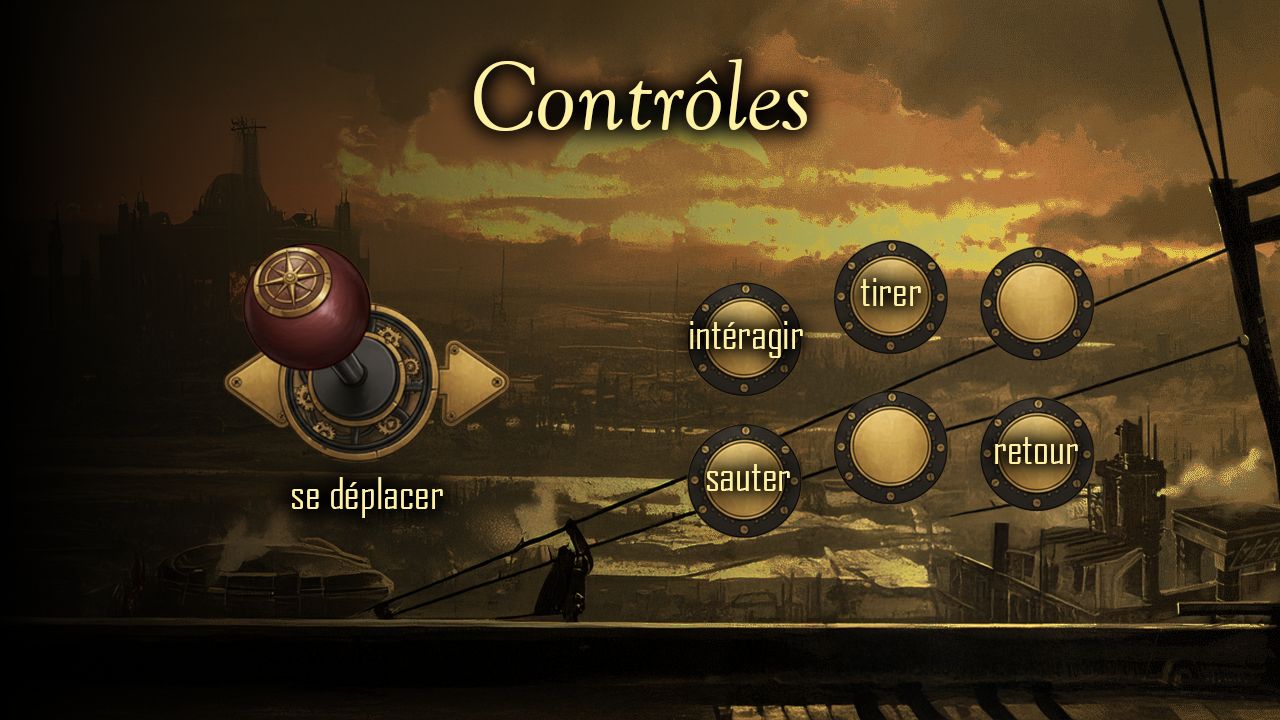 Contrôles
intéragir
tirer
sauter
retour
se déplacer